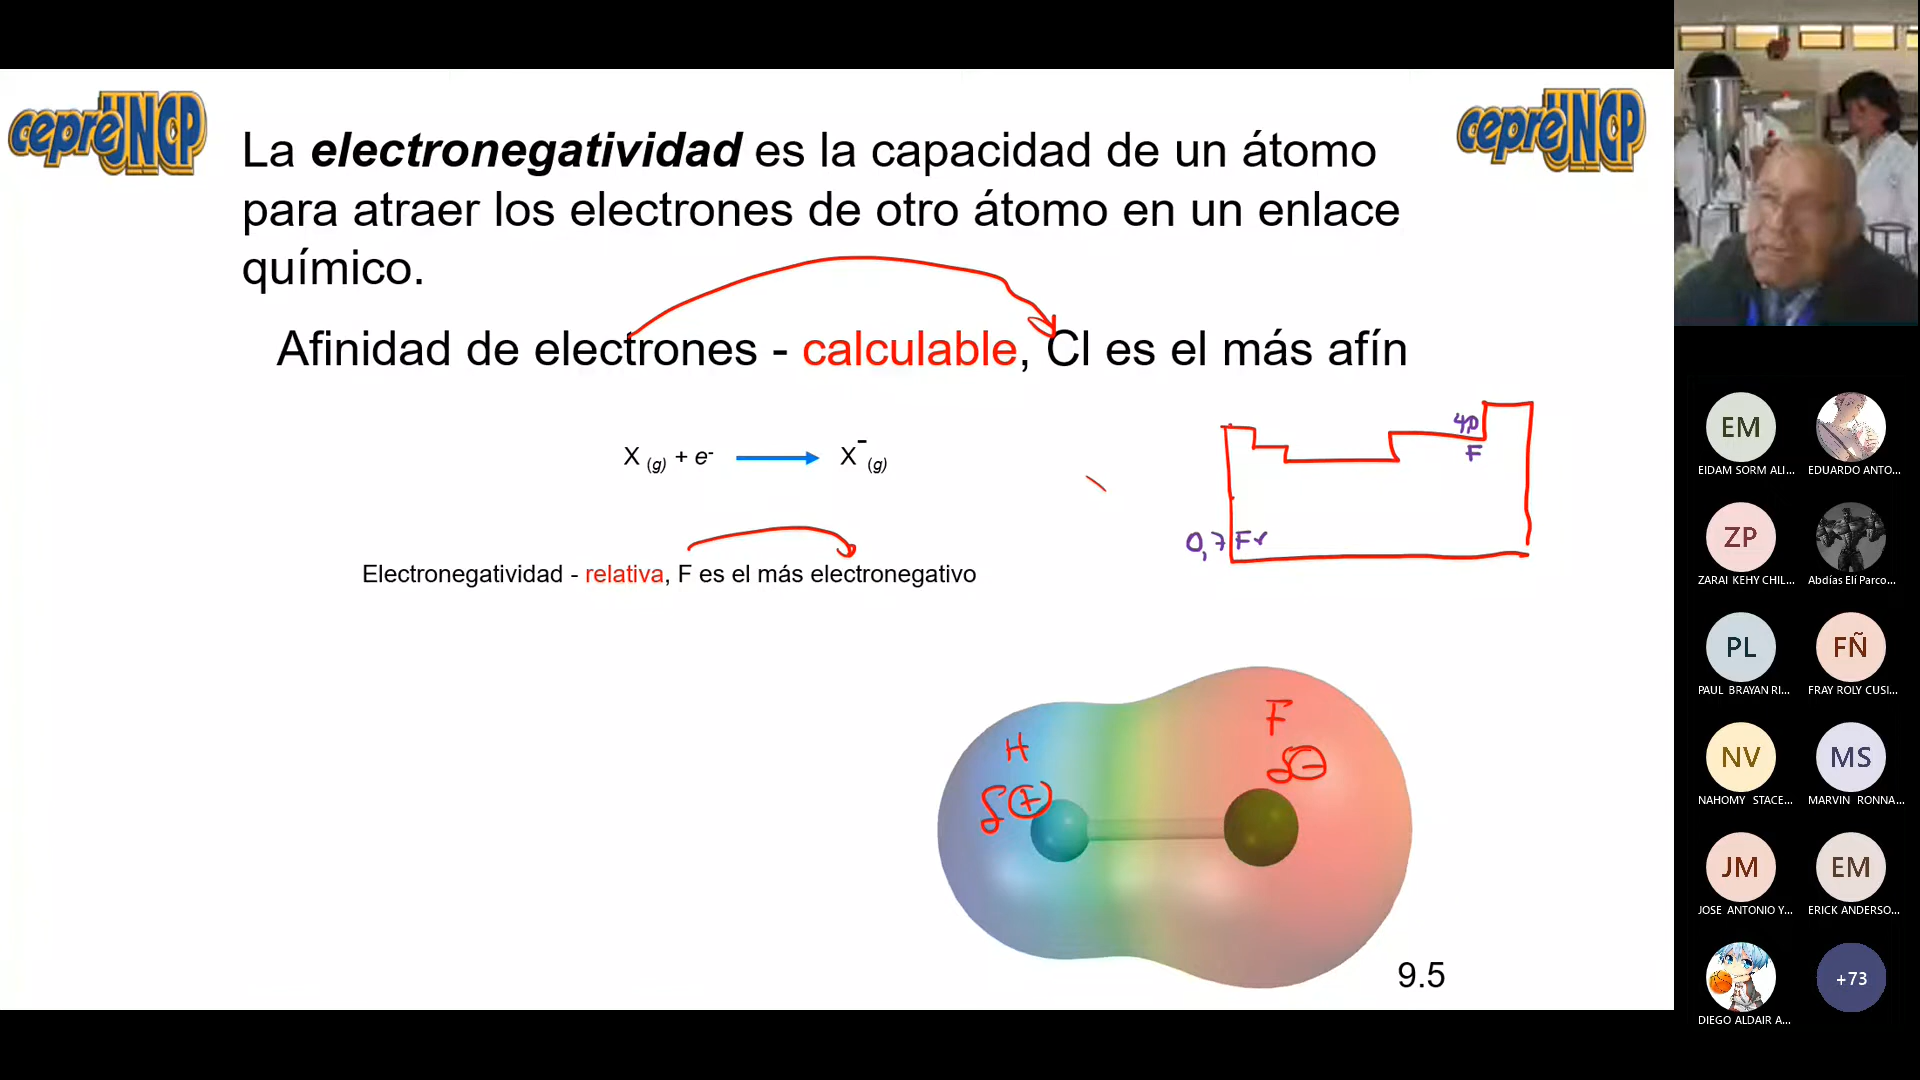 cepreUNCP
cepreUNCP
La electronegatividad es la capacidad de un átomo
para atraer los electrones de otro átomo en un enlace
químico.
Afinidad de electrones - calculable, Cl es el más afín
X (g) + e- X- (g)
4,0
F
0,7 Fr
Electronegatividad - relativa, F es el más electronegativo
H
δ+
F
δ-
9.5
EM
EIDAM SORM ALI...
EDUARDO ANTO...
ZP
ZARAI KEHY CHIL...
Abdías Elí Parco...
PL
PAUL BRAYAN RI...
FÑ
FRAY ROLY CUSI...
NV
NAHOMY STACE...
MS
MARVIN RONNA...
JM
JOSE ANTONIO Y...
EM
ERICK ANDERSO...
DIEGO ALDAIR A...
+73